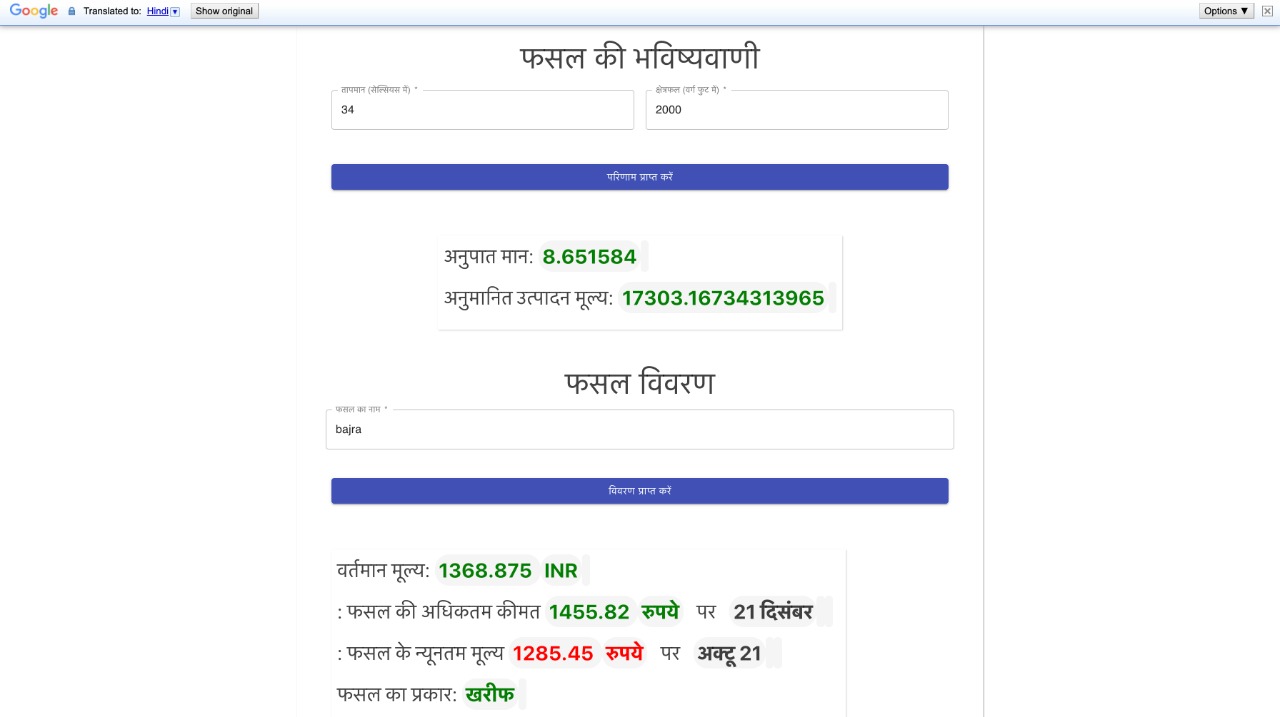 Google Translated to: Hindi ▼ Show original Options ▼
फसल की भविष्यवाणी
तापमान (सेल्सियस में) * क्षेत्रफल (वर्ग फुट में) *
34 2000
परिणाम प्राप्त करें
अनुपात मान: 8.651584
अनुमानित उत्पादन मूल्य: 17303.16734313965
फसल विवरण
फसल का नाम *
bajra
विवरण प्राप्त करें
वर्तमान मूल्य: 1368.875 INR
: फसल की अधिकतम कीमत 1455.82 रुपये पर 21 दिसंबर
: फसल के न्यूनतम मूल्य 1285.45 रुपये पर अक्टू 21
फसल का प्रकार: खरीफ